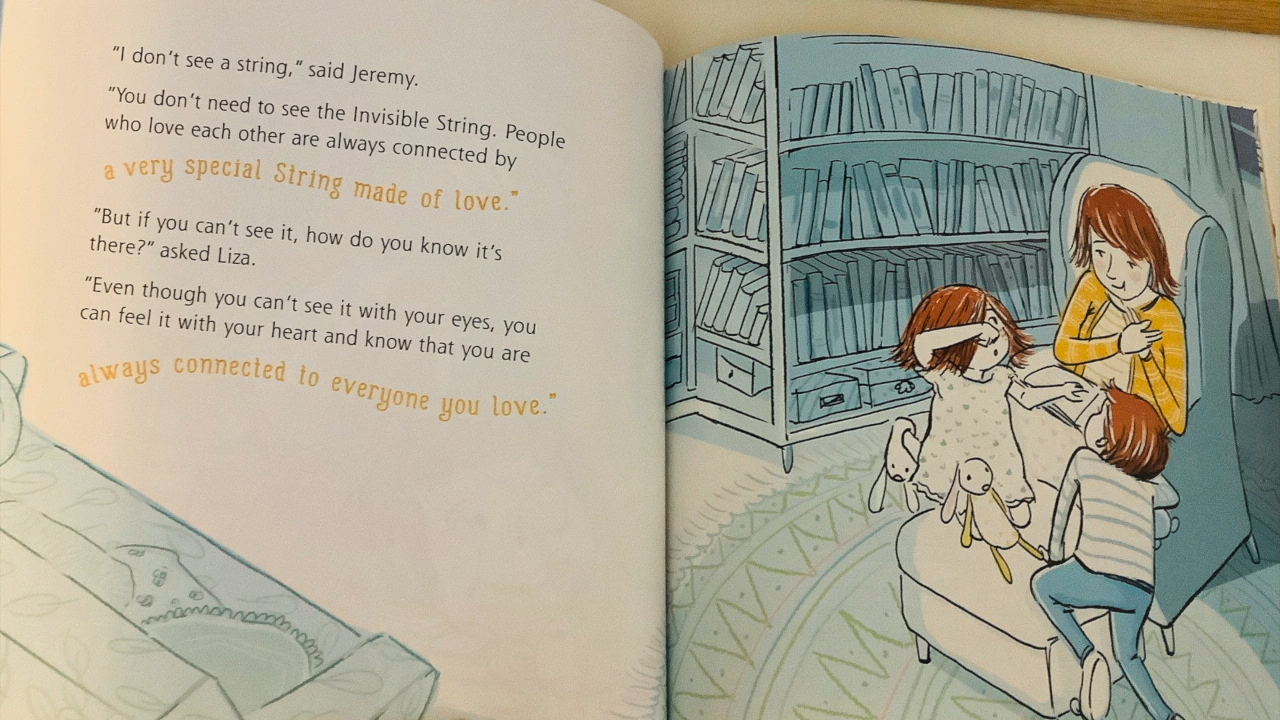 "I don't see a string," said Jeremy.
"You don't need to see the Invisible String. People
who love each other are always connected by
a very special String made of love."
"But if you can't see it, how do you know it's
there?" asked Liza.
"Even though you can't see it with your eyes, you
can feel it with your heart and know that you are
always connected to everyone you love."